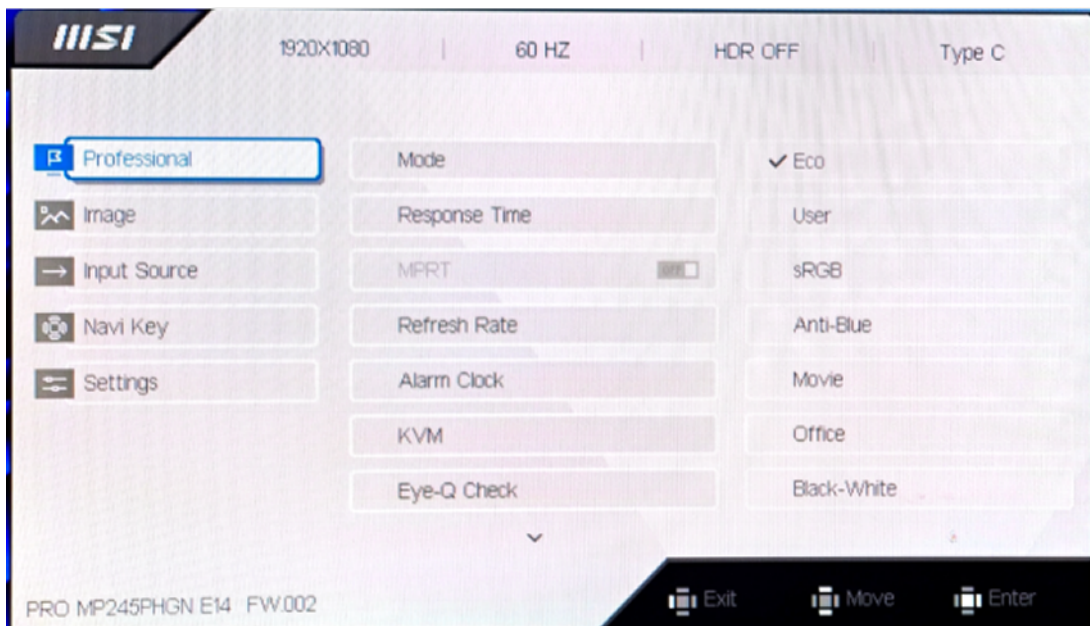 msi
1920X1080 60 HZ HDR OFF Type C
Professional Mode Eco
Image Response Time User
Input Source MPRT OFF sRGB
Navi Key Refresh Rate Anti-Blue
Settings Alarm Clock Movie
KVM Office
Eye-Q Check Black-White
PRO MP245PHGN E14 FW.002 Exit Move Enter